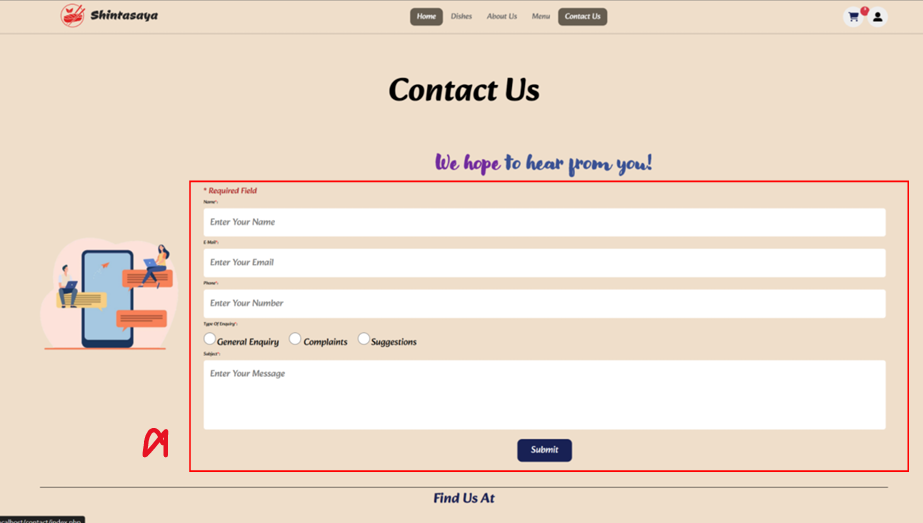 Shintasaya
Home Dishes About Us Menu Contact Us
Contact Us
We hope to hear from you!
* Required Field
Name*:
Enter Your Name
E-Mail*:
Enter Your Email
Phone*:
Enter Your Number
Type Of Enquiry*:
General Enquiry Complaints Suggestions
Subject*:
Enter Your Message
Submit
Find Us At
calhost/contact/index.php